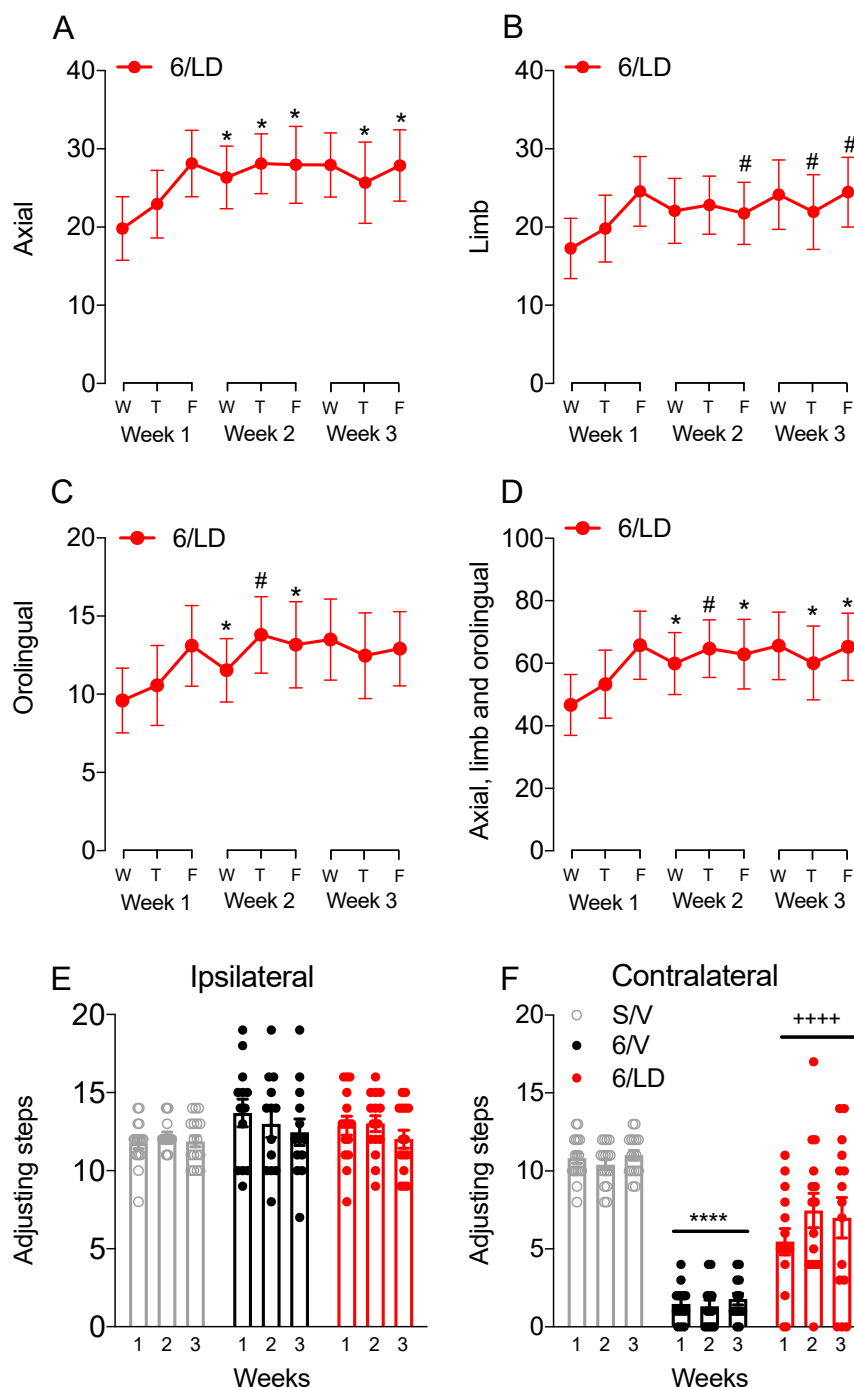 A
6/LD
Axial
40
30
20
10
0
* * * * *
W T F W T F W T F
Week 1 Week 2 Week 3
B
6/LD
Limb
40
30
20
10
0
# # #
W T F W T F W T F
Week 1 Week 2 Week 3
C
6/LD
Orolingual
20
15
10
5
0
* # *
W T F W T F W T F
Week 1 Week 2 Week 3
D
6/LD
Axial, limb and orolingual
100
80
60
40
20
0
* # * * *
W T F W T F W T F
Week 1 Week 2 Week 3
E
Ipsilateral
Adjusting steps
20
15
10
5
0
1 2 3 1 2 3 1 2 3
Weeks
F
Contralateral
S/V
6/V
6/LD
Adjusting steps
20
15
10
5
0
****
++++
1 2 3 1 2 3 1 2 3
Weeks